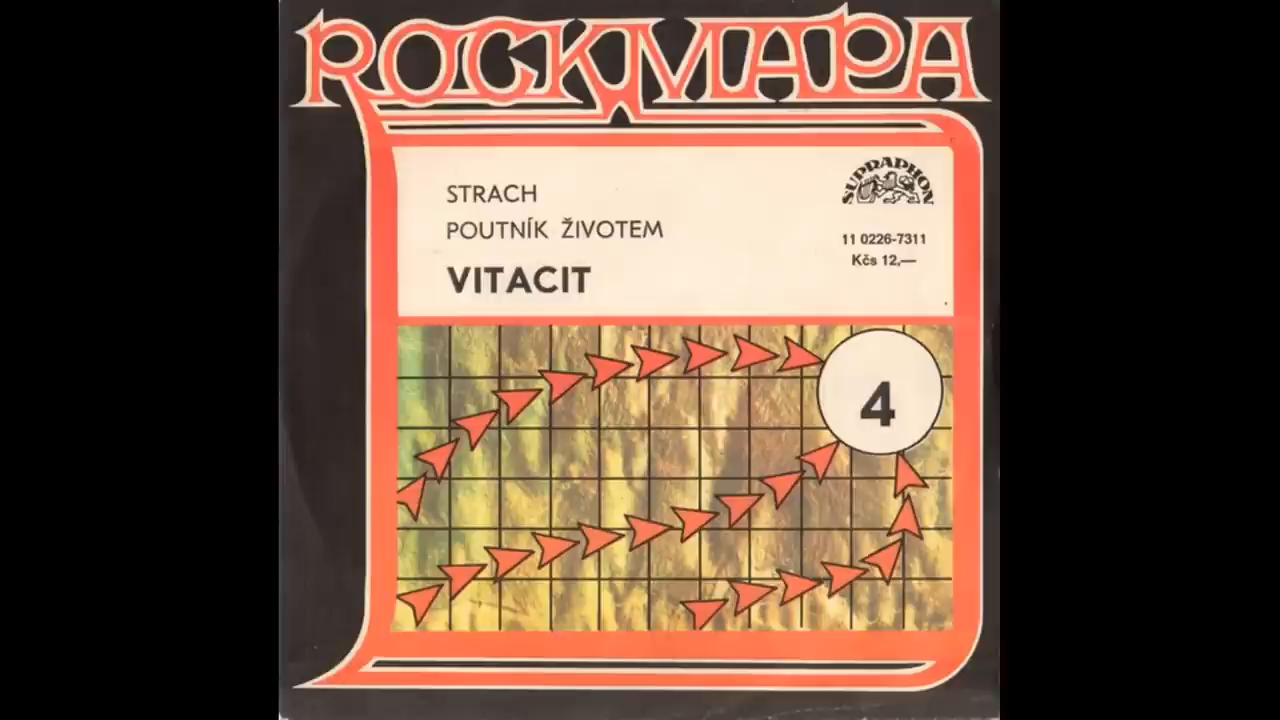 ROCKMAPA
STRACH
POUTNÍK ŽIVOTEM
VITACIT
SUPRAPHON
11 0226-7311
Kčs 12,—
4